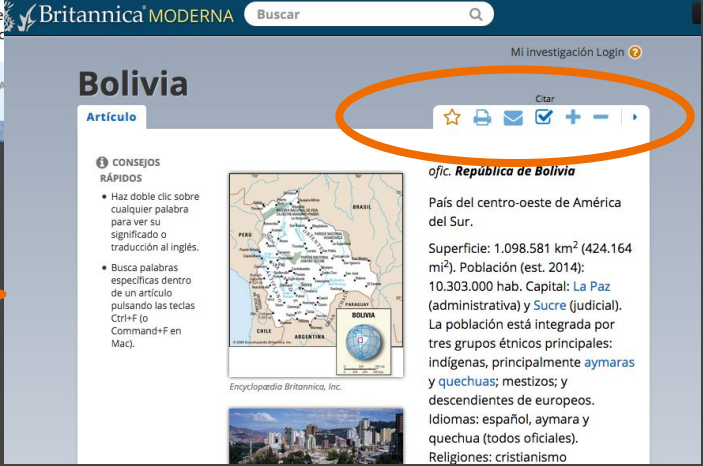 Britannica® MODERNA
Buscar
Mi investigación Login ?
Bolivia
Artículo
Citar
CONSEJOS
RÁPIDOS
• Haz doble clic sobre
cualquier palabra
para ver su
significado o
traducción al inglés.
• Busca palabras
específicas dentro
de un artículo
pulsando las teclas
Ctrl+F (o
Command+F en
Mac).
BRASIL
PERÚ
CHILE
ARGENTINA
PARAGUAY
BOLIVIA
Encyclopædia Britannica, Inc.
ofic. República de Bolivia
País del centro-oeste de América
del Sur.
Superficie: 1.098.581 km² (424.164
mi²). Población (est. 2014):
10.303.000 hab. Capital: La Paz
(administrativa) y Sucre (judicial).
La población está integrada por
tres grupos étnicos principales:
indígenas, principalmente aymaras
y quechuas; mestizos; y
descendientes de europeos.
Idiomas: español, aymara y
quechua (todos oficiales).
Religiones: cristianismo